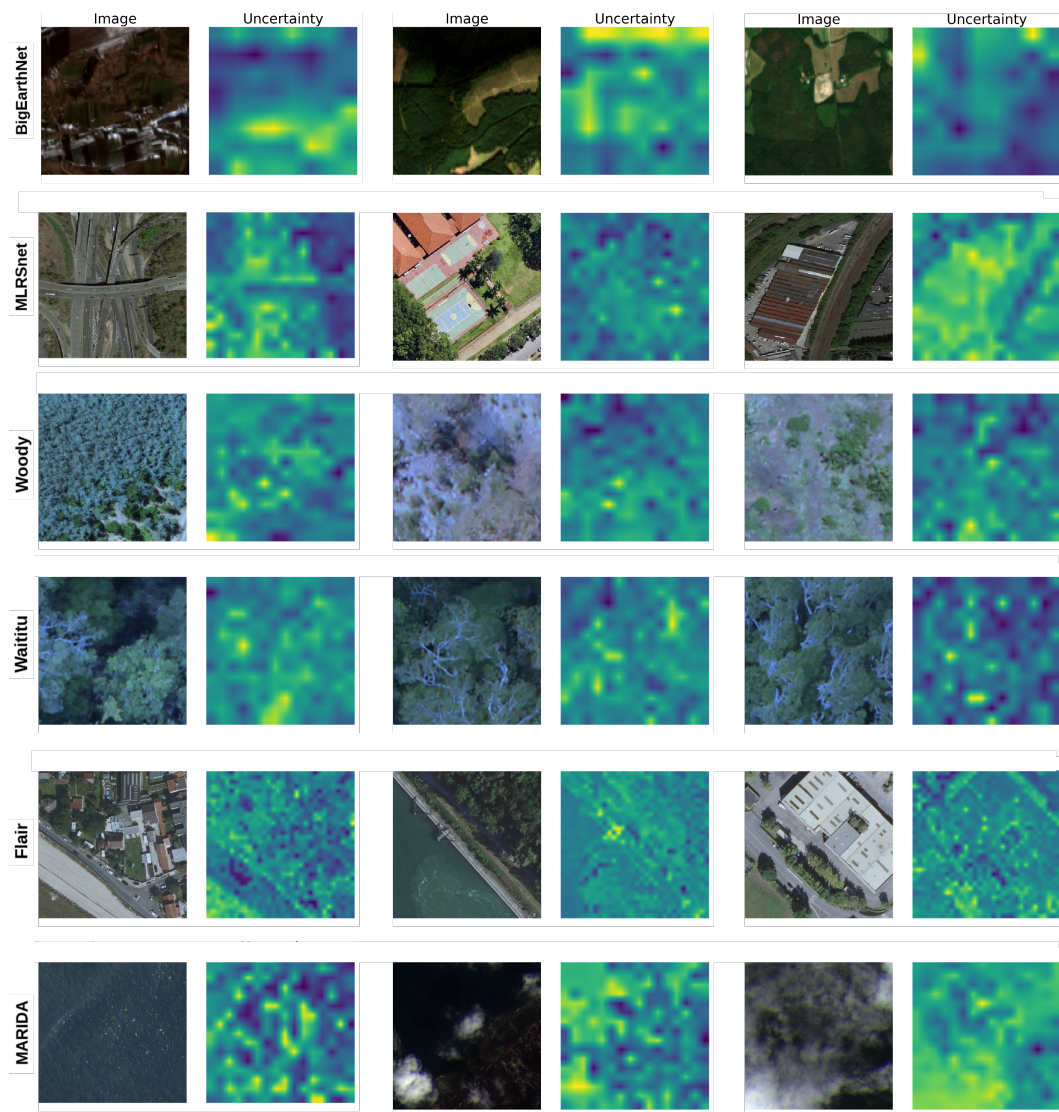 Image Uncertainty Image Uncertainty Image Uncertainty
BigEarthNet
MLRSnet
Woody
Waititu
Flair
MARIDA